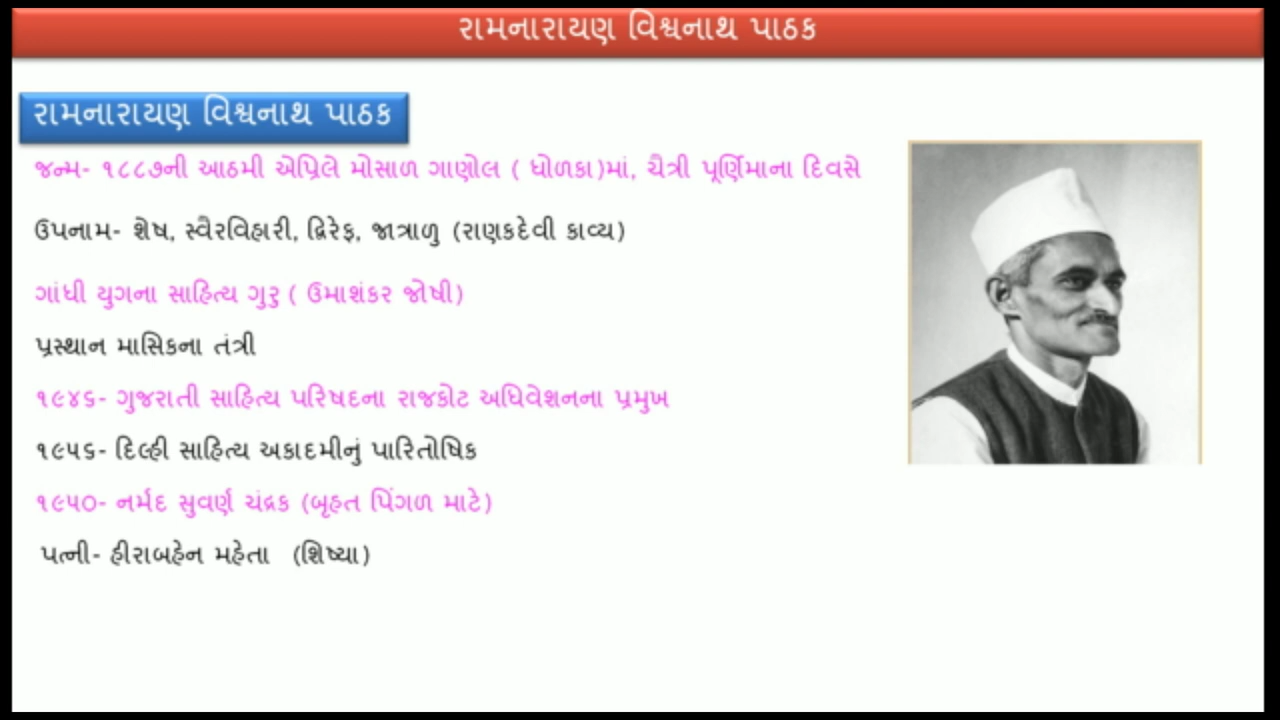 રામનારાયણ વિશ્વનાથ પાઠક
રામનારાયણ વિશ્વનાથ પાઠક
જન્મ- ૧૮૮૭ની આઠમી એપ્રિલે મોસાળ ગાણોલ ( ધોળકા)માં, ચૈત્રી પૂર્ણિમાના દિવસે
ઉપનામ- શેષ, સ્વૈરવિહારી, દ્વિરેફ, જાત્રાળુ (રાણકદેવી કાવ્ય)
ગાંધી યુગના સાહિત્ય ગુરુ ( ઉમાશંકર જોષી)
પ્રસ્થાન માસિકના તંત્રી
૧૯૪૬- ગુજરાતી સાહિત્ય પરિષદના રાજકોટ અધિવેશનના પ્રમુખ
૧૯૫૬- દિલ્હી સાહિત્ય અકાદમીનું પારિતોષિક
૧૯૫૦- નર્મદ સુવર્ણ ચંદ્રક (બૃહત પિંગળ માટે)
પત્ની- હીરાબહેન મહેતા (શિષ્યા)